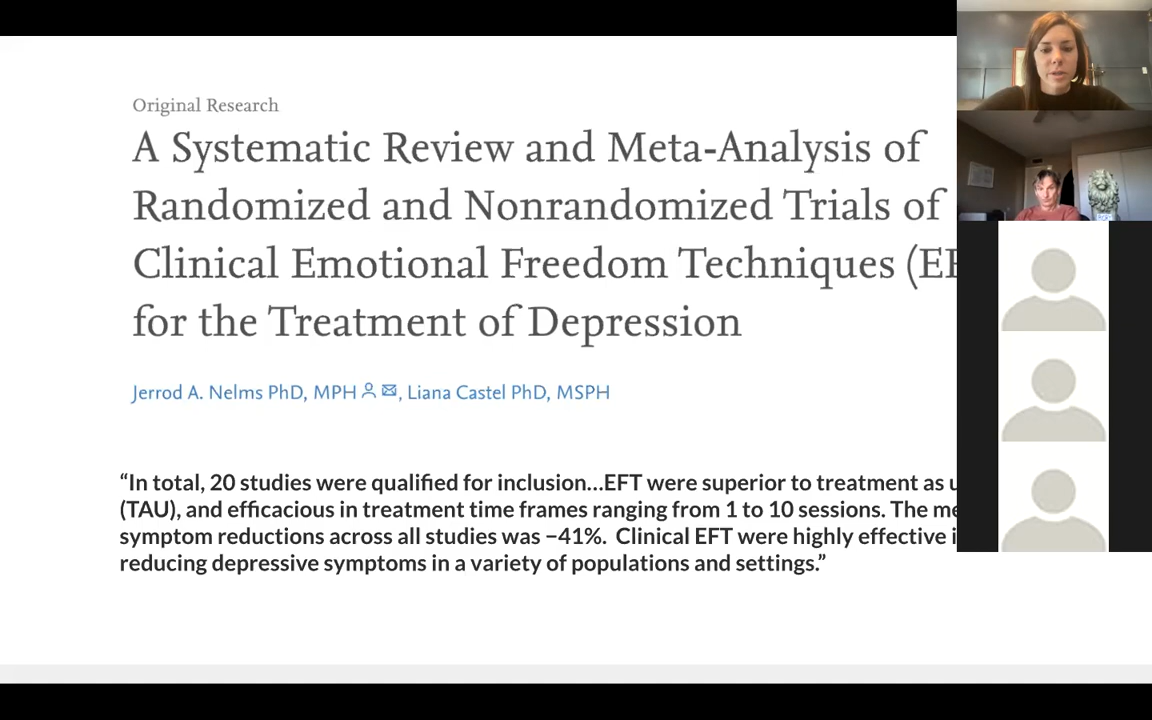 Original Research
A Systematic Review and Meta-Analysis of
Randomized and Nonrandomized Trials of
Clinical Emotional Freedom Techniques
for the Treatment of Depression
Jerrod A. Nelms PhD, MPH , Liana Castel PhD, MSPH
“In total, 20 studies were qualified for inclusion...EFT were superior to treatment as
(TAU), and efficacious in treatment time frames ranging from 1 to 10 sessions. The
symptom reductions across all studies was −41%. Clinical EFT were highly effective
reducing depressive symptoms in a variety of populations and settings.”